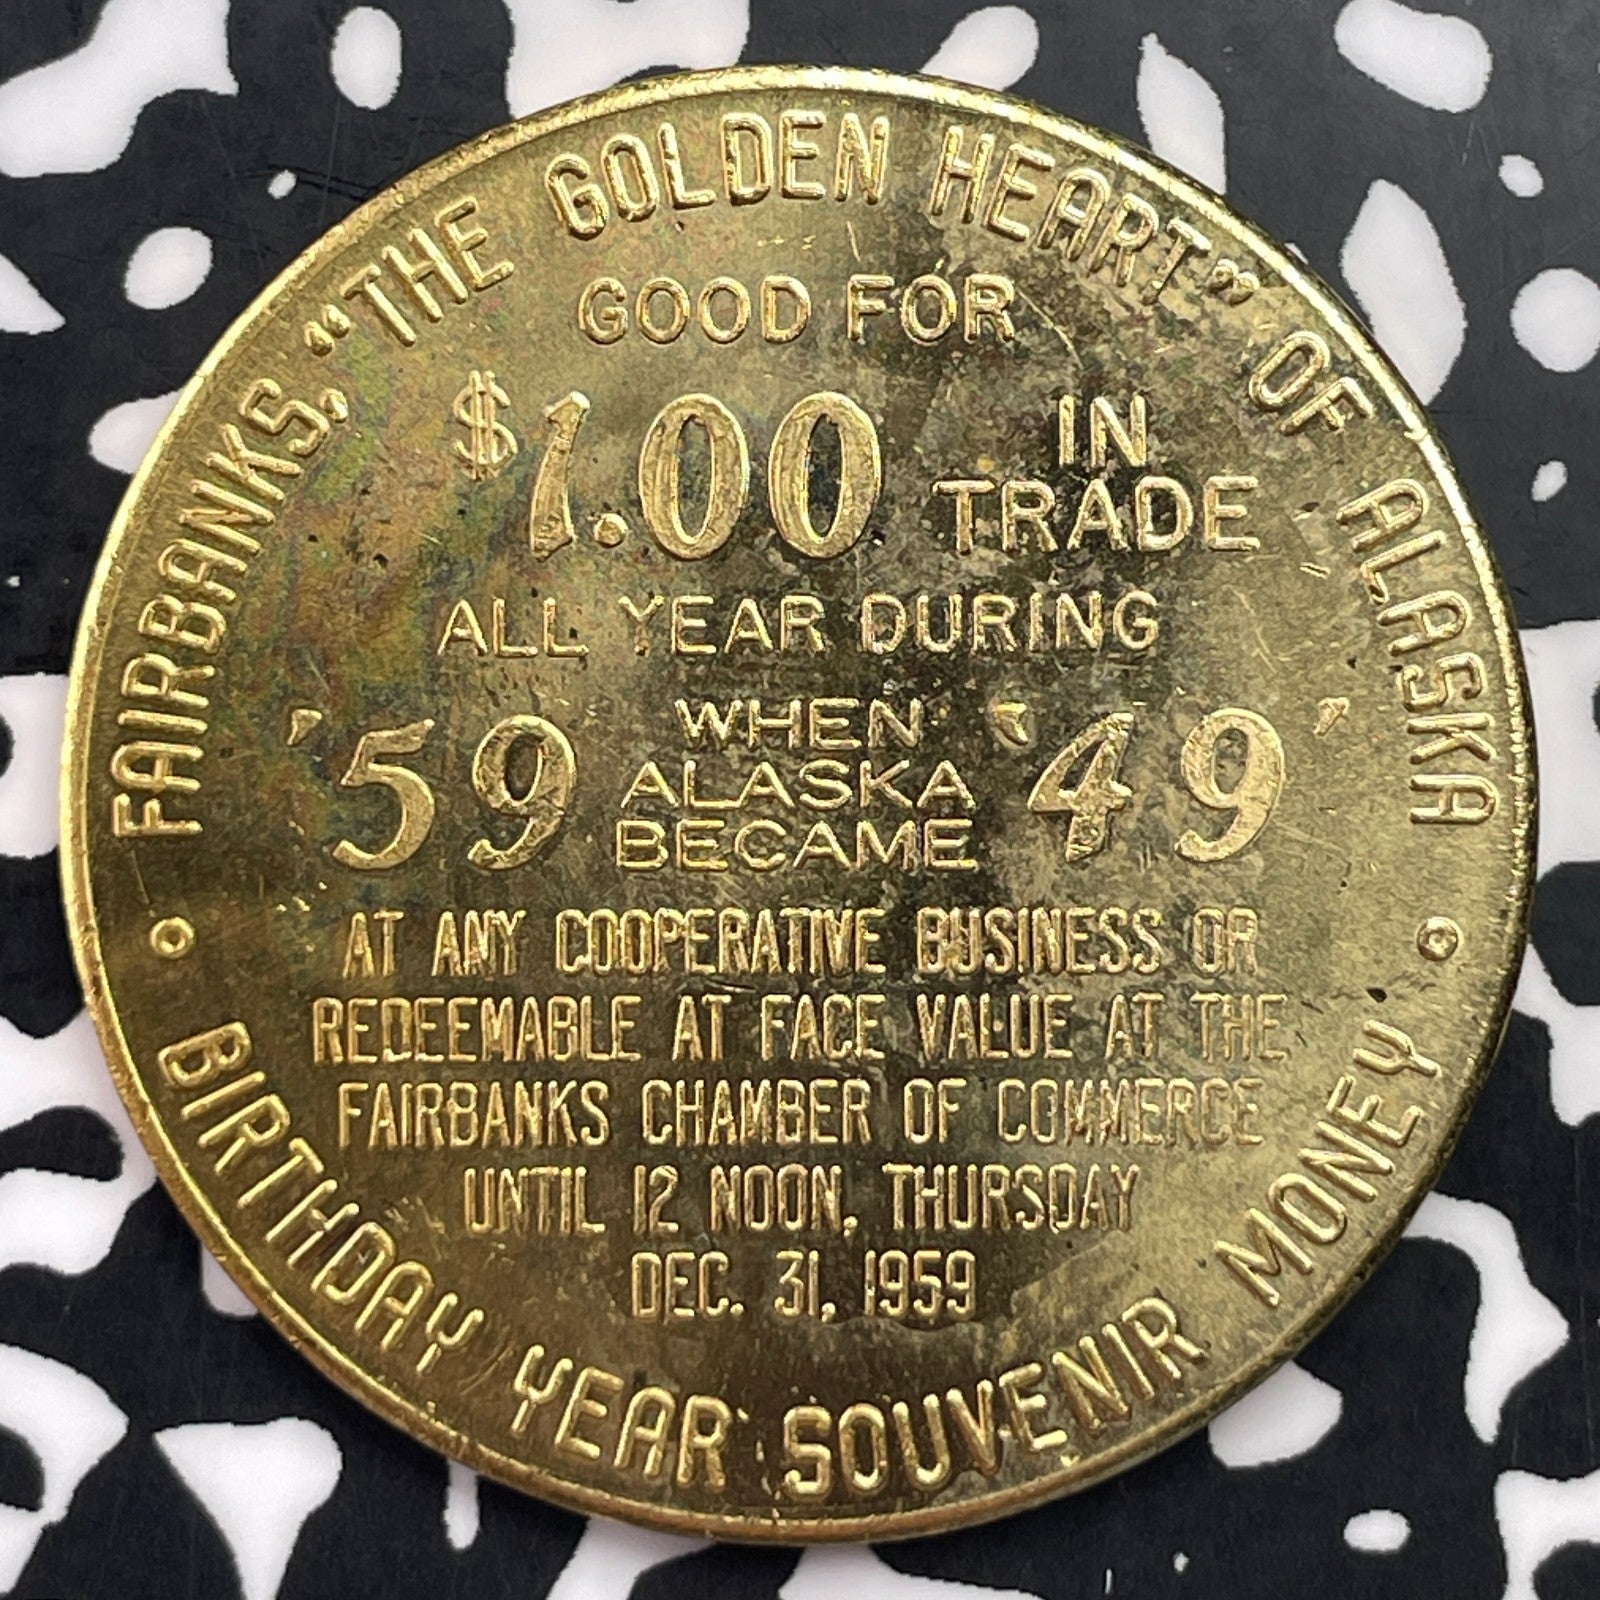 FAIRBANKS. "THE GOLDEN HEART" OF ALASKA
GOOD FOR
$1.00 IN TRADE
ALL YEAR DURING
'59 WHEN ALASKA BECAME '49'
AT ANY COOPERATIVE BUSINESS OR
REDEEMABLE AT FACE VALUE AT THE
FAIRBANKS CHAMBER OF COMMERCE
UNTIL 12 NOON, THURSDAY
DEC. 31, 1959
BIRTHDAY YEAR SOUVENIR MONEY